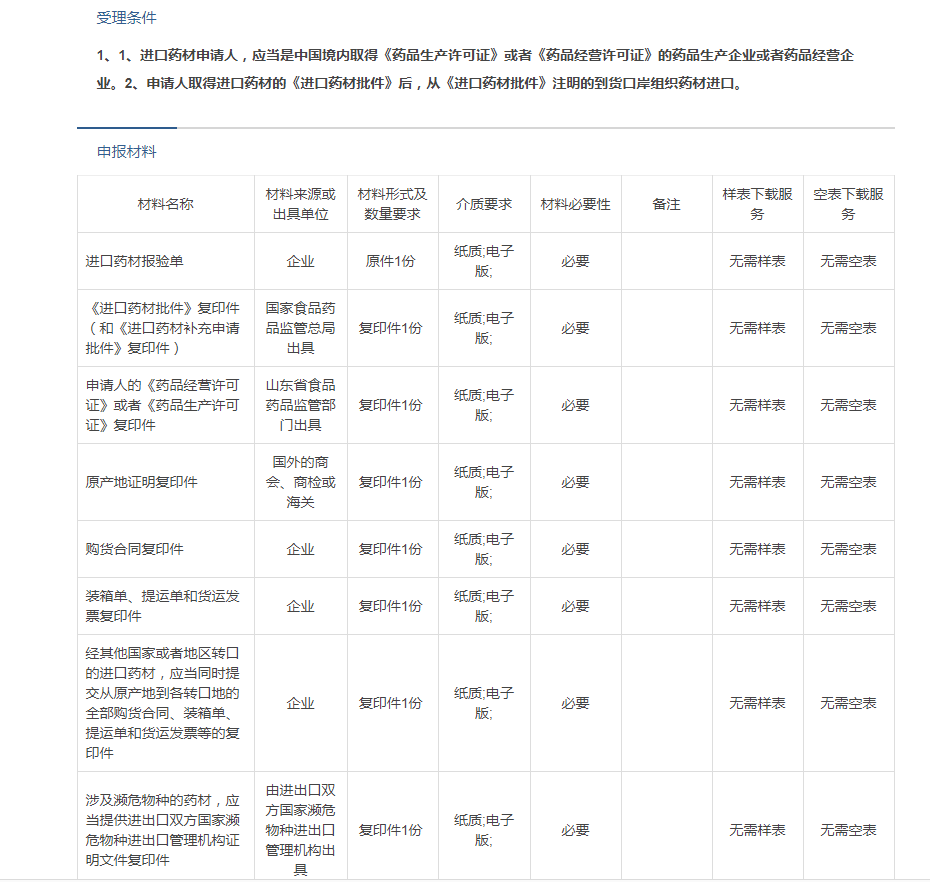 受理条件
1、1、进口药材申请人，应当是中国境内取得《药品生产许可证》或者《药品经营许可证》的药品生产企业或者药品经营企
业。2、申请人取得进口药材的《进口药材批件》后，从《进口药材批件》注明的到货口岸组织药材进口。
申报材料
材料名称
材料来源或
出具单位
材料形式及
数量要求
介质要求
材料必要性
备注
样表下载服
务
空表下载服
务
进口药材报验单
企业
原件1份
纸质;电子
版;
必要
无需样表
无需空表
《进口药材批件》复印件
（和《进口药材补充申请
批件》复印件）
国家食品药
品监管总局
出具
复印件1份
纸质;电子
版;
必要
无需样表
无需空表
申请人的《药品经营许可
证》或者《药品生产许可
证》复印件
山东省食品
药品监管部
门出具
复印件1份
纸质;电子
版;
必要
无需样表
无需空表
原产地证明复印件
国外的商
会、商检或
海关
复印件1份
纸质;电子
版;
必要
无需样表
无需空表
购货合同复印件
企业
复印件1份
纸质;电子
版;
必要
无需样表
无需空表
装箱单、提运单和货运发
票复印件
企业
复印件1份
纸质;电子
版;
必要
无需样表
无需空表
经其他国家或者地区转口
的进口药材，应当同时提
交从原产地到各转口地的
全部购货合同、装箱单、
提运单和货运发票等的复
印件
企业
复印件1份
纸质;电子
版;
必要
无需样表
无需空表
涉及濒危物种的药材，应
当提供进出口双方国家濒
危物种进出口管理机构证
明文件复印件
由进出口双
方国家濒危
物种进出口
管理机构出
具
复印件1份
纸质;电子
版;
必要
无需样表
无需空表